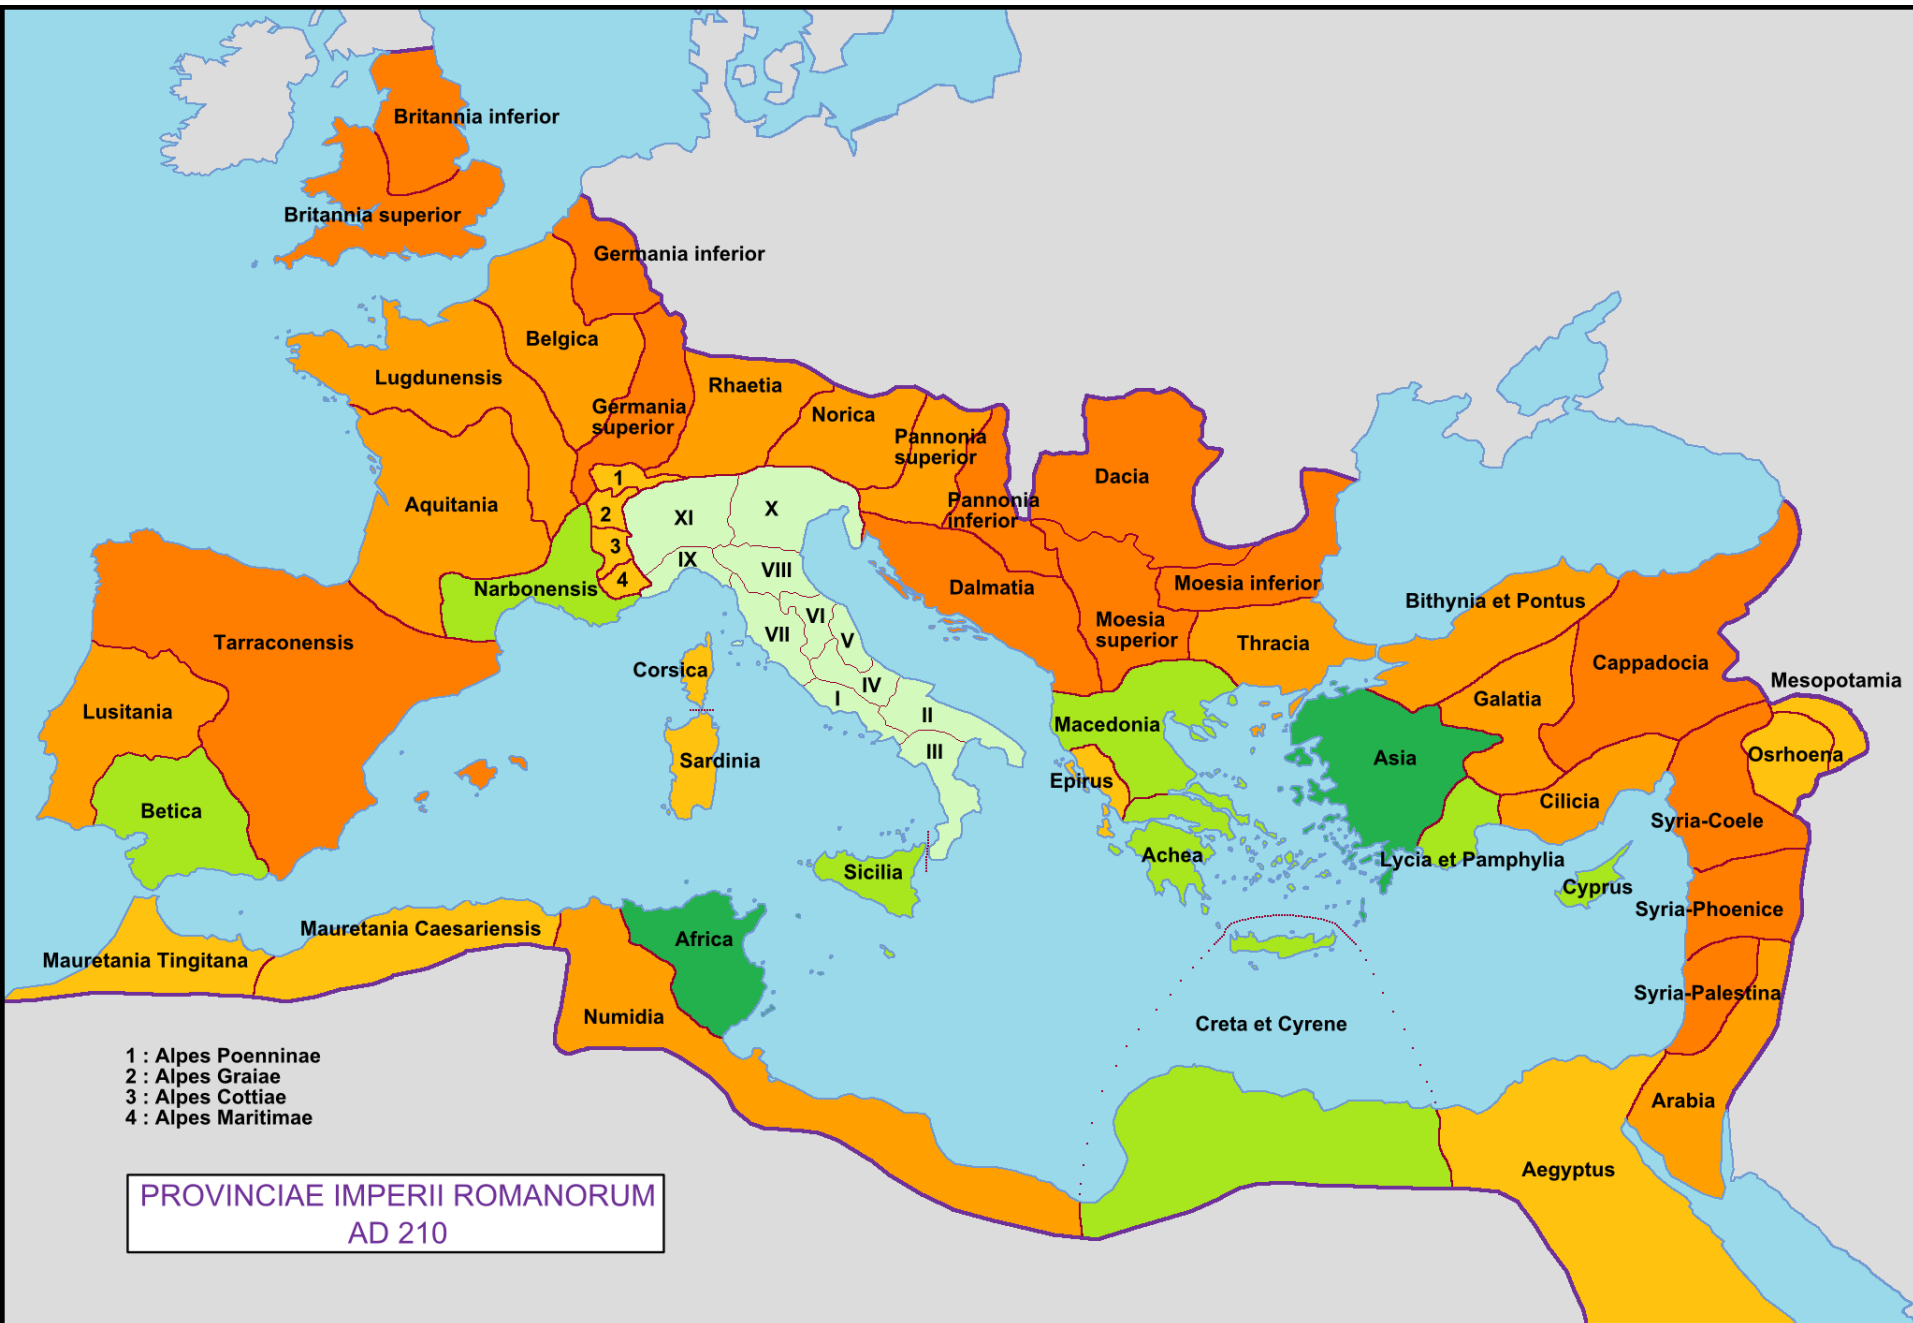 Britannia inferior
Britannia superior
Germania inferior
Belgica
Lugdunensis
Rhaetia
Germania
superior
Norica
Pannonia
superior
Dacia
Aquitania
1
2
3
4
XI
X
Pannonia
inferior
IX
VIII
Narbonensis
Dalmatia
Moesia inferior
Bithynia et Pontus
VI
VII
V
Moesia
superior
Thracia
Tarraconensis
Corsica
Cappadocia
Mesopotamia
IV
I
II
III
Lusitania
Galatia
Macedonia
Sardinia
Asia
Osrhoena
Epirus
Cilicia
Betica
Syria-Coele
Achea
Lycia et Pamphylia
Sicilia
Cyprus
Syria-Phoenice
Mauretania Caesariensis
Africa
Mauretania Tingitana
Syria-Palestina
Numidia
Creta et Cyrene
Arabia
Aegyptus
1 : Alpes Poenninae
2 : Alpes Graiae
3 : Alpes Cottiae
4 : Alpes Maritimae
PROVINCIAE IMPERII ROMANORUM
AD 210